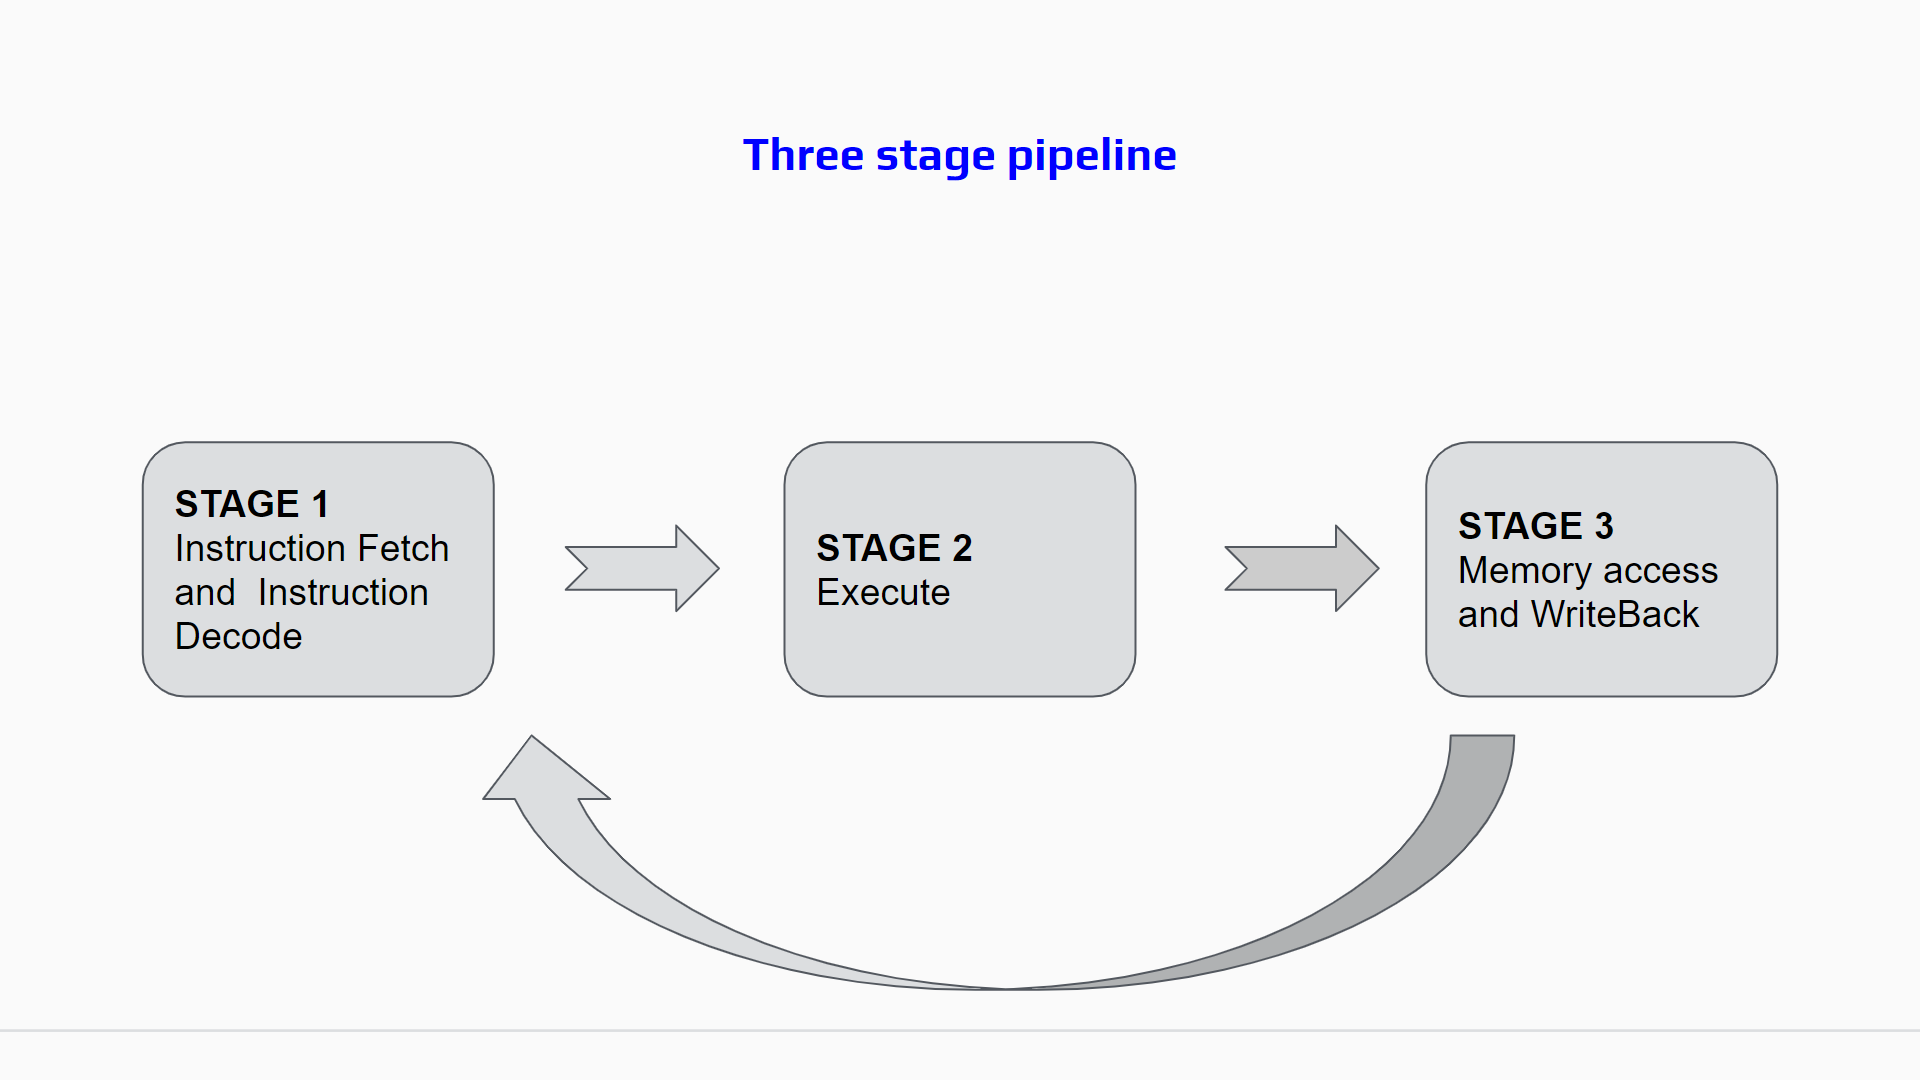 Three stage pipeline
STAGE 1
Instruction Fetch
and  Instruction
Decode
STAGE 2
Execute
STAGE 3
Memory access
and WriteBack